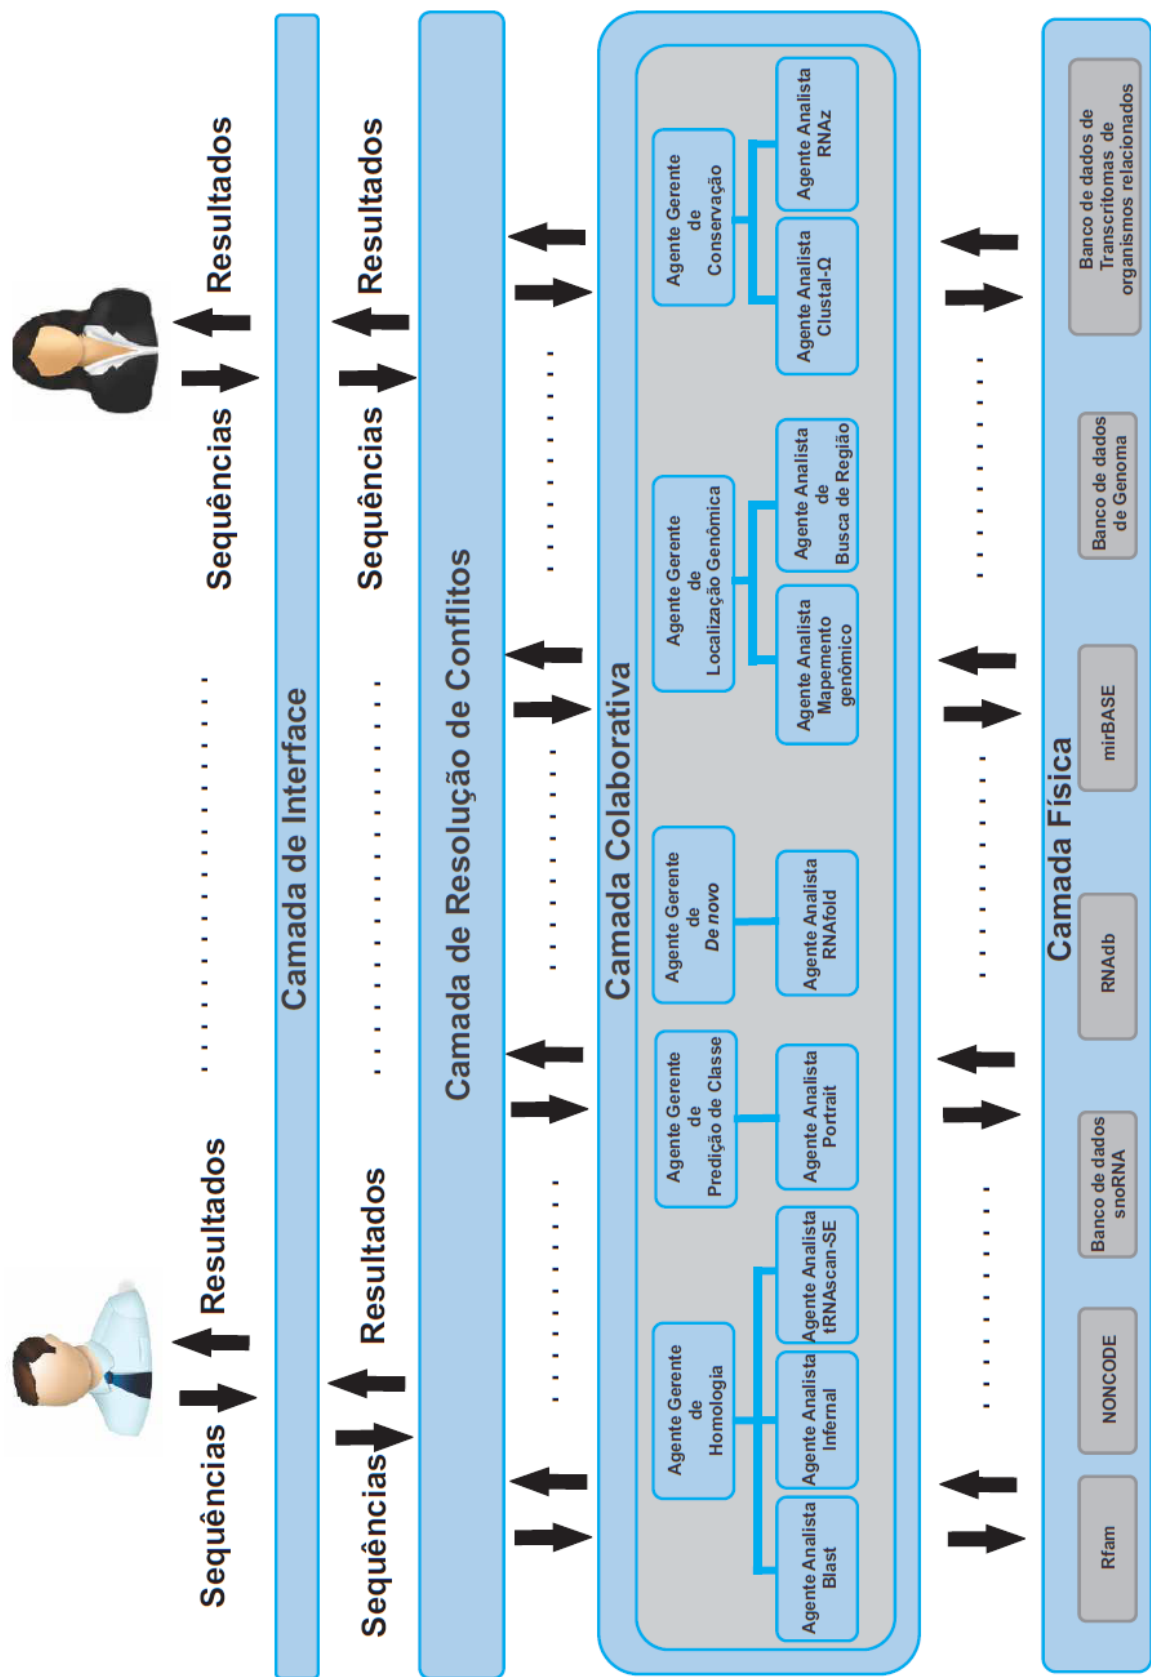 Sequências
Resultados
Sequências
Resultados
Camada de Interface
Sequências
Resultados
Sequências
Resultados
Camada de Resolução de Conflitos
Camada Colaborativa
Agente Gerente
de
Homologia
Agente Gerente
de
Predição de Classe
Agente Gerente
de
De novo
Agente Gerente
de
Localização Genômica
Agente Gerente
de
Conservação
Agente Analista
Blast
Agente Analista
Infernal
Agente Analista
tRNAscan-SE
Agente Analista
Portrait
Agente Analista
RNAfold
Agente Analista
Mapemento
genômico
Agente Analista
de
Busca de Região
Agente Analista
Clustal-Ω
Agente Analista
RNAz
Camada Física
Rfam
NONCODE
Banco de dados
snoRNA
RNAdb
mirBASE
Banco de dados
de Genoma
Banco de dados de
Transcritomas de
organismos relacionados